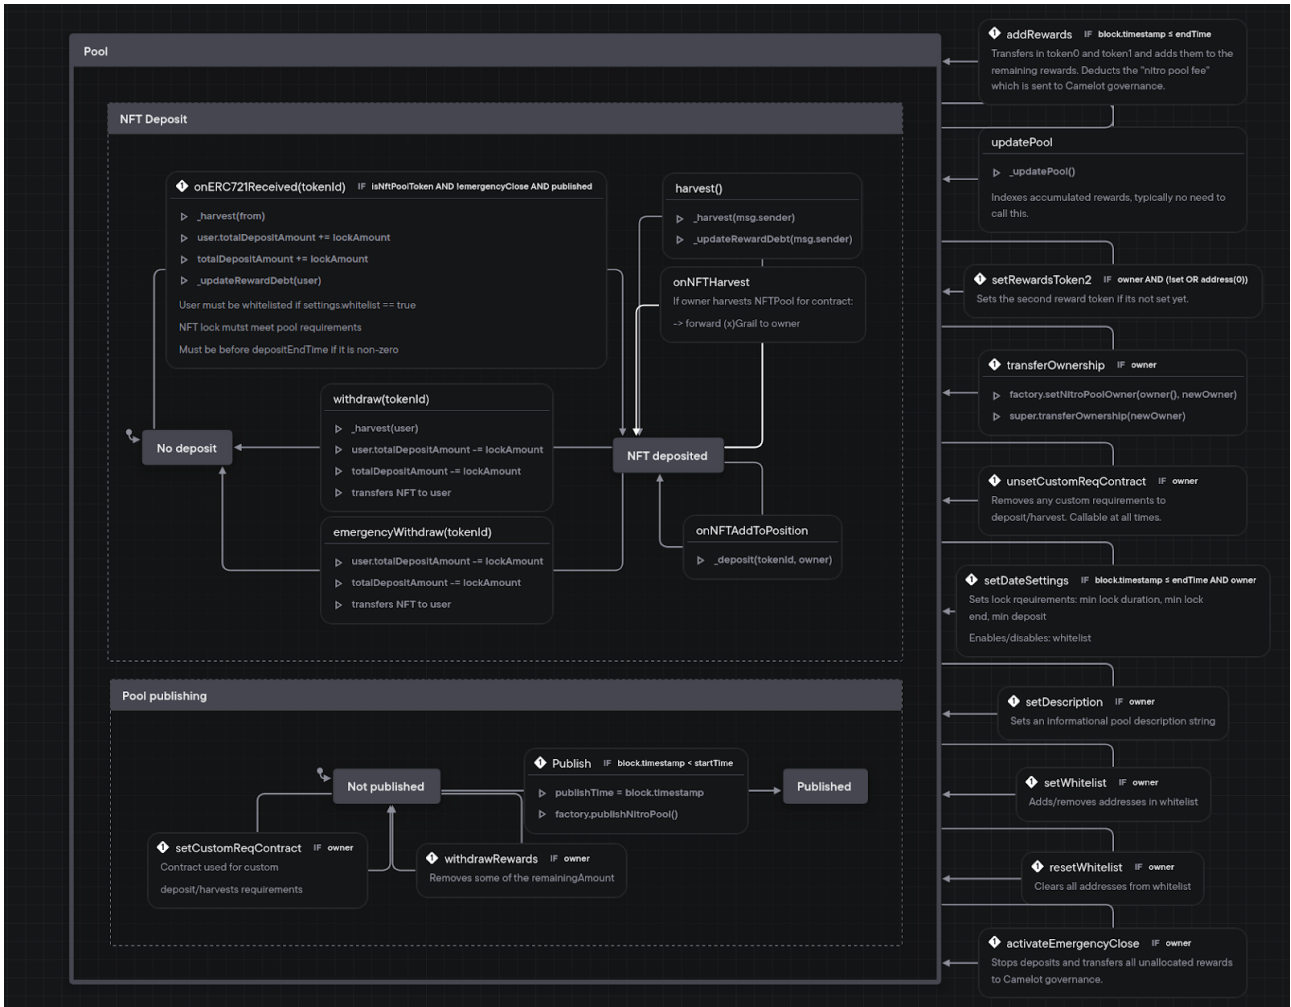 Pool
NFT Deposit
onERC721Received(tokenId) IF isNftPoolToken AND !emergencyClose AND published
_harvest(from)
user.totalDepositAmount += lockAmount
totalDepositAmount += lockAmount
_updateRewardDebt(user)
User must be whitelisted if settings.whitelist == true
NFT lock mutst meet pool requirements
Must be before depositEndTime if it is non-zero
harvest()
_harvest(msg.sender)
_updateRewardDebt(msg.sender)
onNFTHarvest
If owner harvests NFTPool for contract:
-> forward (x)Grail to owner
withdraw(tokenId)
_harvest(user)
user.totalDepositAmount -= lockAmount
totalDepositAmount -= lockAmount
transfers NFT to user
No deposit
NFT deposited
emergencyWithdraw(tokenId)
user.totalDepositAmount -= lockAmount
totalDepositAmount -= lockAmount
transfers NFT to user
onNFTAddToPosition
_deposit(tokenId, owner)
Pool publishing
Not published
Publish IF block.timestamp < startTime
publishTime = block.timestamp
factory.publishNitroPool()
Published
setCustomReqContract IF owner
Contract used for custom
deposit/harvests requirements
withdrawRewards IF owner
Removes some of the remainingAmount
addRewards IF block.timestamp ≤ endTime
Transfers in token0 and token1 and adds them to the
remaining rewards. Deducts the "nitro pool fee"
which is sent to Camelot governance.
updatePool
_updatePool()
Indexes accumulated rewards, typically no need to
call this.
setRewardsToken2 IF owner AND (!set OR address(0))
Sets the second reward token if its not set yet.
transferOwnership IF owner
factory.setNitroPoolOwner(owner(), newOwner)
super.transferOwnership(newOwner)
unsetCustomReqContract IF owner
Removes any custom requirements to
deposit/harvest. Callable at all times.
setDateSettings IF block.timestamp ≤ endTime AND owner
Sets lock rqeuirements: min lock duration, min lock
end, min deposit
Enables/disables: whitelist
setDescription IF owner
Sets an informational pool description string
setWhitelist IF owner
Adds/removes addresses in whitelist
resetWhitelist IF owner
Clears all addresses from whitelist
activateEmergencyClose IF owner
Stops deposits and transfers all unallocated rewards
to Camelot governance.